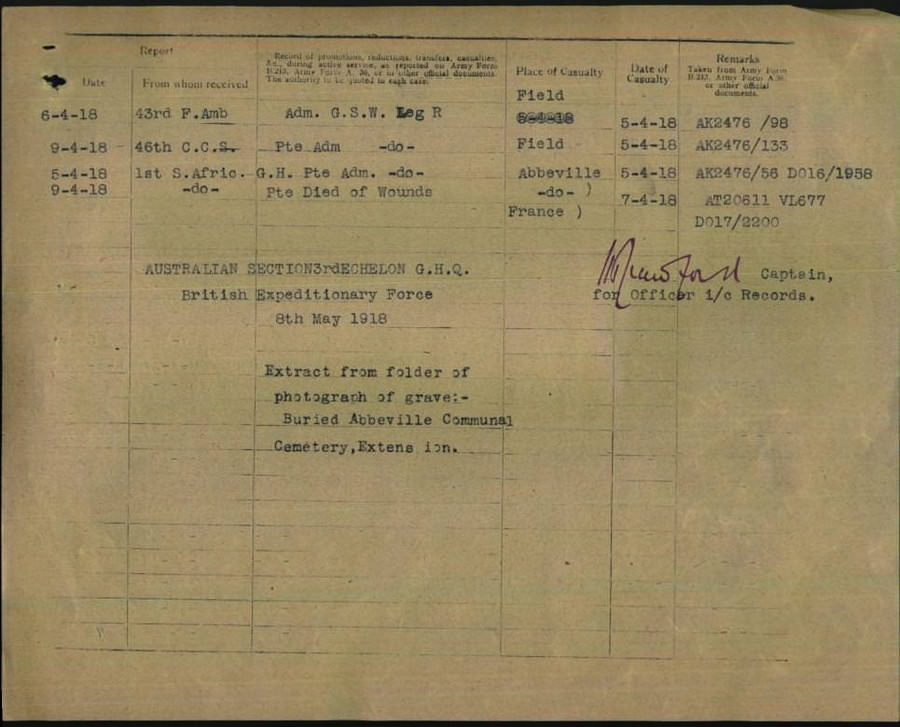 Report
Record of promotions, reductions, transfers, casualties,
&c., during active service, as reported on Army Form
B.213, Army Form A. 36, or in other official documents.
The authority to be quoted in each case.
Date
From whom received
Place of Casualty
Date of
Casualty
Remarks
Taken from Army Form
B.213, Army Form A.36,
or other official
documents.
Field
6-4-18 43rd F.Amb Adm. G.S.W. Leg R 5-4-18 5-4-18 AK2476 /98
9-4-18 46th C.C.S. Pte Adm -do- Field 5-4-18 AK2476/133
5-4-18 1st S.Afric. G.H. Pte Adm. -do- Abbeville 5-4-18 AK2476/56 DO16/1958
9-4-18 -do- Pte Died of Wounds -do- ) 7-4-18 AT20611 VL677
France ) DO17/2200
AUSTRALIAN SECTION3rdECHELON G.H.Q. Captain,
British Expeditionary Force for Officer i/c Records.
8th May 1918
Extract from folder of
photograph of grave:-
Buried Abbeville Communal
Cemetery,Extens ion.